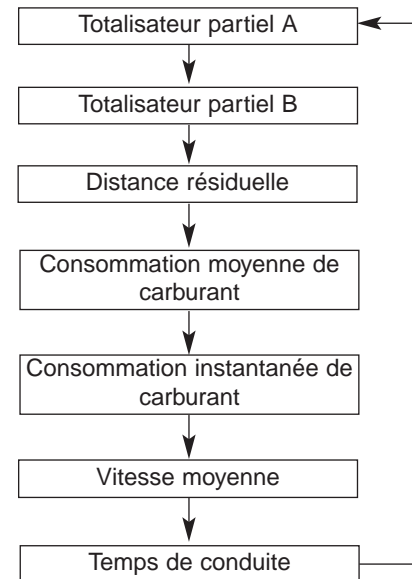 Totalisateur partiel A
Totalisateur partiel B
Distance résiduelle
Consommation moyenne de
carburant
Consommation instantanée de
carburant
Vitesse moyenne
Temps de conduite